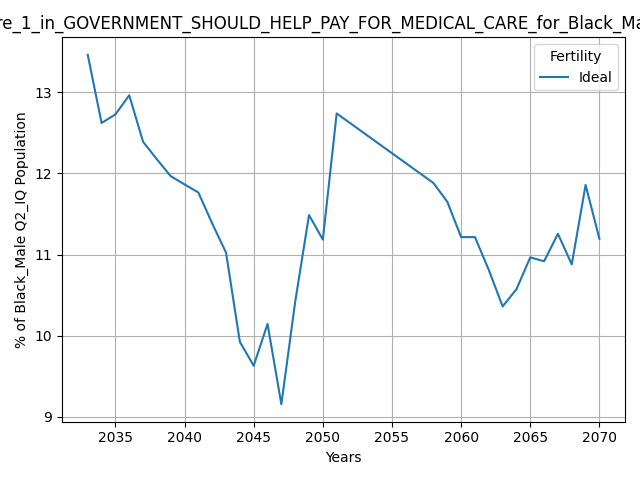 re_1_in_GOVERNMENT_SHOULD_HELP_PAY_FOR_MEDICAL_CARE_for_Black_Ma
Fertility
Ideal
% of Black_Male Q2_IQ Population
13
12
11
10
9
2035 2040 2045 2050 2055 2060 2065 2070
Years